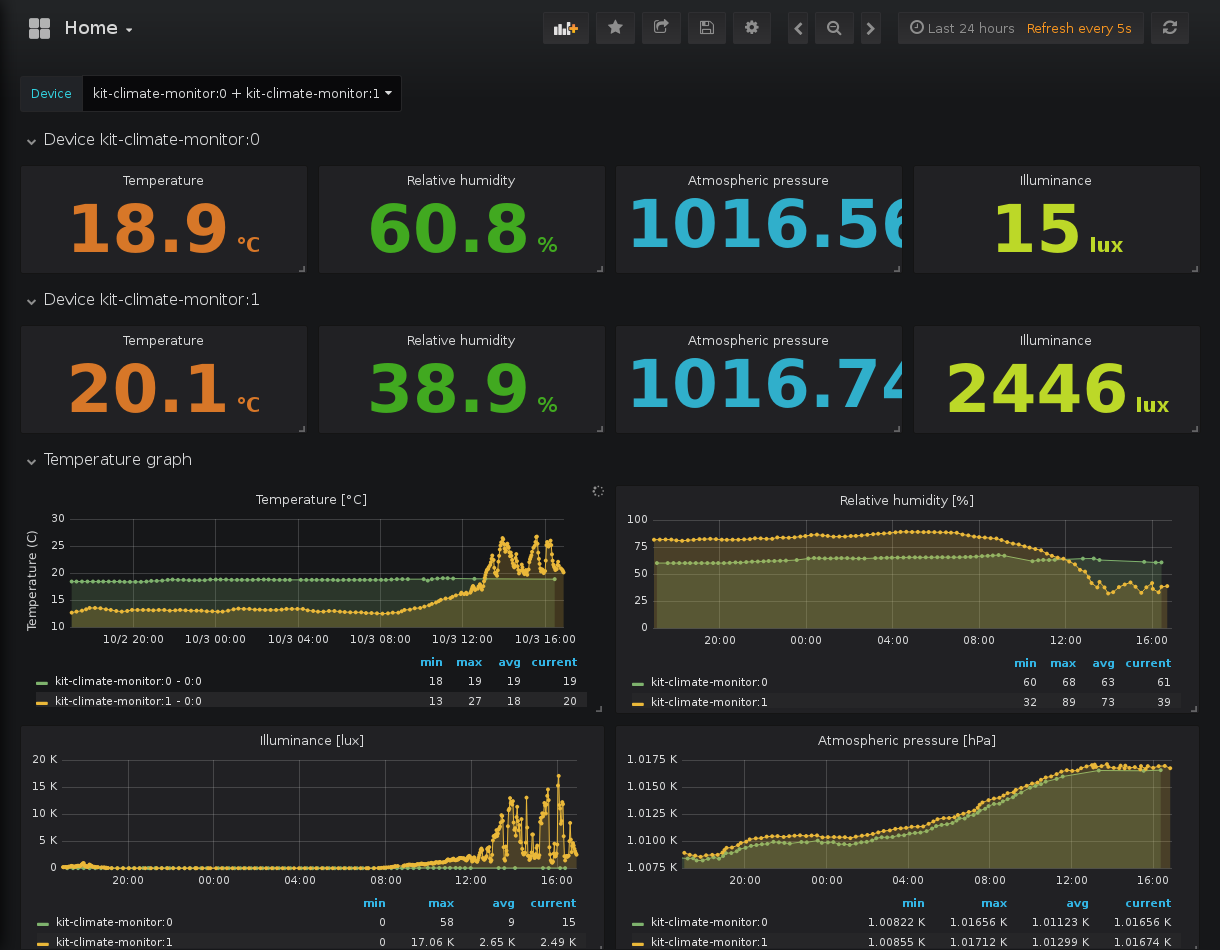 Home
Last 24 hours Refresh every 5s
Device kit-climate-monitor:0 + kit-climate-monitor:1
Device kit-climate-monitor:0
Temperature Relative humidity Atmospheric pressure Illuminance
18.9 °C 60.8 % 1016.56 15 lux
Device kit-climate-monitor:1
Temperature Relative humidity Atmospheric pressure Illuminance
20.1 °C 38.9 % 1016.74 2446 lux
Temperature graph
Temperature [°C]
Temperature (C)
30
25
20
15
10
10/2 20:00 10/3 00:00 10/3 04:00 10/3 08:00 10/3 12:00 10/3 16:00
min max avg current
kit-climate-monitor:0 - 0:0 18 19 19 19
kit-climate-monitor:1 - 0:0 13 27 18 20
Relative humidity [%]
100
75
50
25
0
20:00 00:00 04:00 08:00 12:00 16:00
min max avg current
kit-climate-monitor:0 60 68 63 61
kit-climate-monitor:1 32 89 73 39
Illuminance [lux]
20 K
15 K
10 K
5 K
0
20:00 00:00 04:00 08:00 12:00 16:00
min max avg current
kit-climate-monitor:0 0 58 9 15
kit-climate-monitor:1 0 17.06 K 2.65 K 2.49 K
Atmospheric pressure [hPa]
1.0175 K
1.0150 K
1.0125 K
1.0100 K
1.0075 K
20:00 00:00 04:00 08:00 12:00 16:00
min max avg current
kit-climate-monitor:0 1.00822 K 1.01656 K 1.01123 K 1.01656 K
kit-climate-monitor:1 1.00855 K 1.01712 K 1.01299 K 1.01674 K